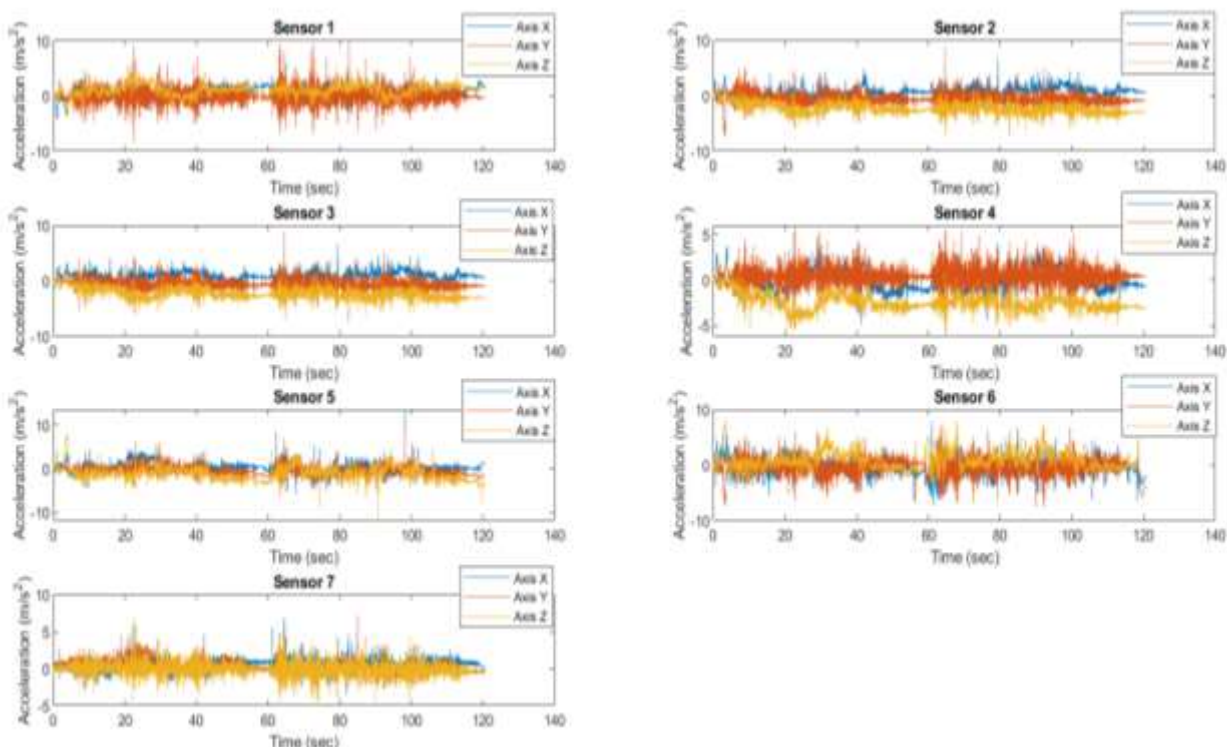 Sensor 1
Acceleration (m/s²)
10
0
-10
0 20 40 60 80 100 120 140
Time (sec)
Axis X
Axis Y
Axis Z
Sensor 2
Acceleration (m/s²)
10
0
-10
0 20 40 60 80 100 120 140
Time (sec)
Axis X
Axis Y
Axis Z
Sensor 3
Acceleration (m/s²)
10
0
-10
0 20 40 60 80 100 120 140
Time (sec)
Axis X
Axis Y
Axis Z
Sensor 4
Acceleration (m/s²)
5
0
-5
0 20 40 60 80 100 120 140
Time (sec)
Axis X
Axis Y
Axis Z
Sensor 5
Acceleration (m/s²)
10
0
-10
0 20 40 60 80 100 120 140
Time (sec)
Axis X
Axis Y
Axis Z
Sensor 6
Acceleration (m/s²)
10
0
-10
0 20 40 60 80 100 120 140
Time (sec)
Axis X
Axis Y
Axis Z
Sensor 7
Acceleration (m/s²)
10
5
0
-5
0 20 40 60 80 100 120 140
Time (sec)
Axis X
Axis Y
Axis Z